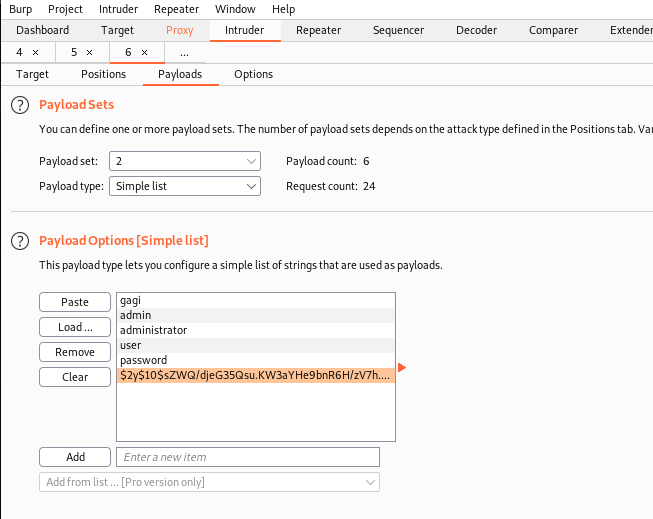 Burp Project Intruder Repeater Window Help
Dashboard Target Proxy Intruder Repeater Sequencer Decoder Comparer Extender
4 × 5 × 6 × ...
Target Positions Payloads Options
? Payload Sets
You can define one or more payload sets. The number of payload sets depends on the attack type defined in the Positions tab. Var
Payload set: 2 Payload count: 6
Payload type: Simple list Request count: 24
? Payload Options [Simple list]
This payload type lets you configure a simple list of strings that are used as payloads.
Paste
Load ...
Remove
Clear
gagi
admin
administrator
user
password
$2y$10$sZWQ/djeG35Qsu.KW3aYHe9bnR6H/zV7h....
Add Enter a new item
Add from list ... [Pro version only]